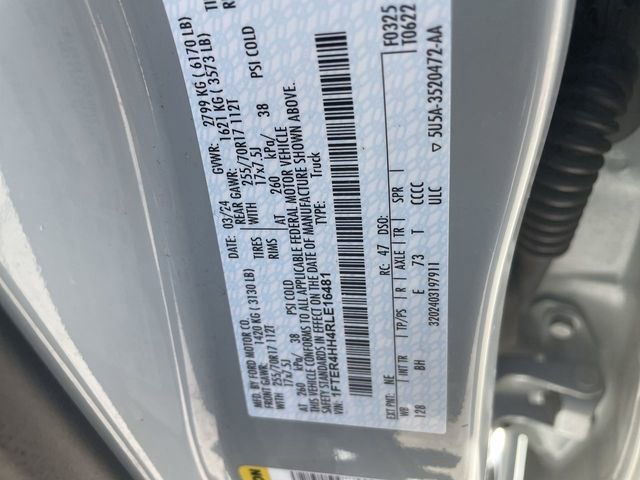 MFD. BY FORD MOTOR CO.
DATE: 03/24 GVWR: 2799 KG ( 6170 LB)
FRONT GAWR: 1420 KG ( 3130 LB) REAR GAWR: 1621 KG ( 3573 LB)
WITH 255/70R17 112T TIRES WITH 255/70R17 112T
17x7.5J RIMS 17x7.5J
AT 260 kPa/ 38 PSI COLD AT 260 kPa/ 38 PSI COLD
THIS VEHICLE CONFORMS TO ALL APPLICABLE FEDERAL MOTOR VEHICLE
SAFETY STANDARDS IN EFFECT ON THE DATE OF MANUFACTURE SHOWN ABOVE.
VIN: 1FTER4HH4RLE16481 TYPE: Truck
F0325
T0622
EXT PNT: NE RC: 47 DSO:
WB INT TR TP/PS R AXLE TR SPR
128 BH E 73 T CCCC
3202403197911 ULC
▽ 5U5A-3520472-AA